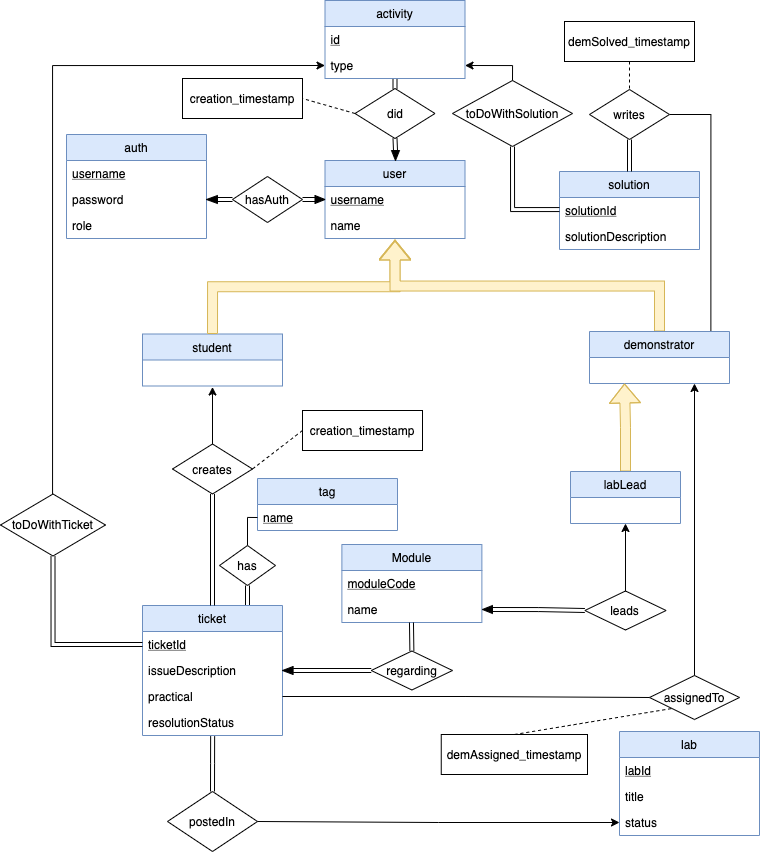 activity
id
type
demSolved_timestamp
creation_timestamp
did
toDoWithSolution
writes
auth
username
password
role
hasAuth
user
username
name
solution
solutionId
solutionDescription
student
demonstrator
creates
creation_timestamp
labLead
tag
name
toDoWithTicket
has
Module
moduleCode
name
leads
ticket
ticketId
issueDescription
practical
resolutionStatus
regarding
assignedTo
demAssigned_timestamp
lab
labId
title
status
postedIn